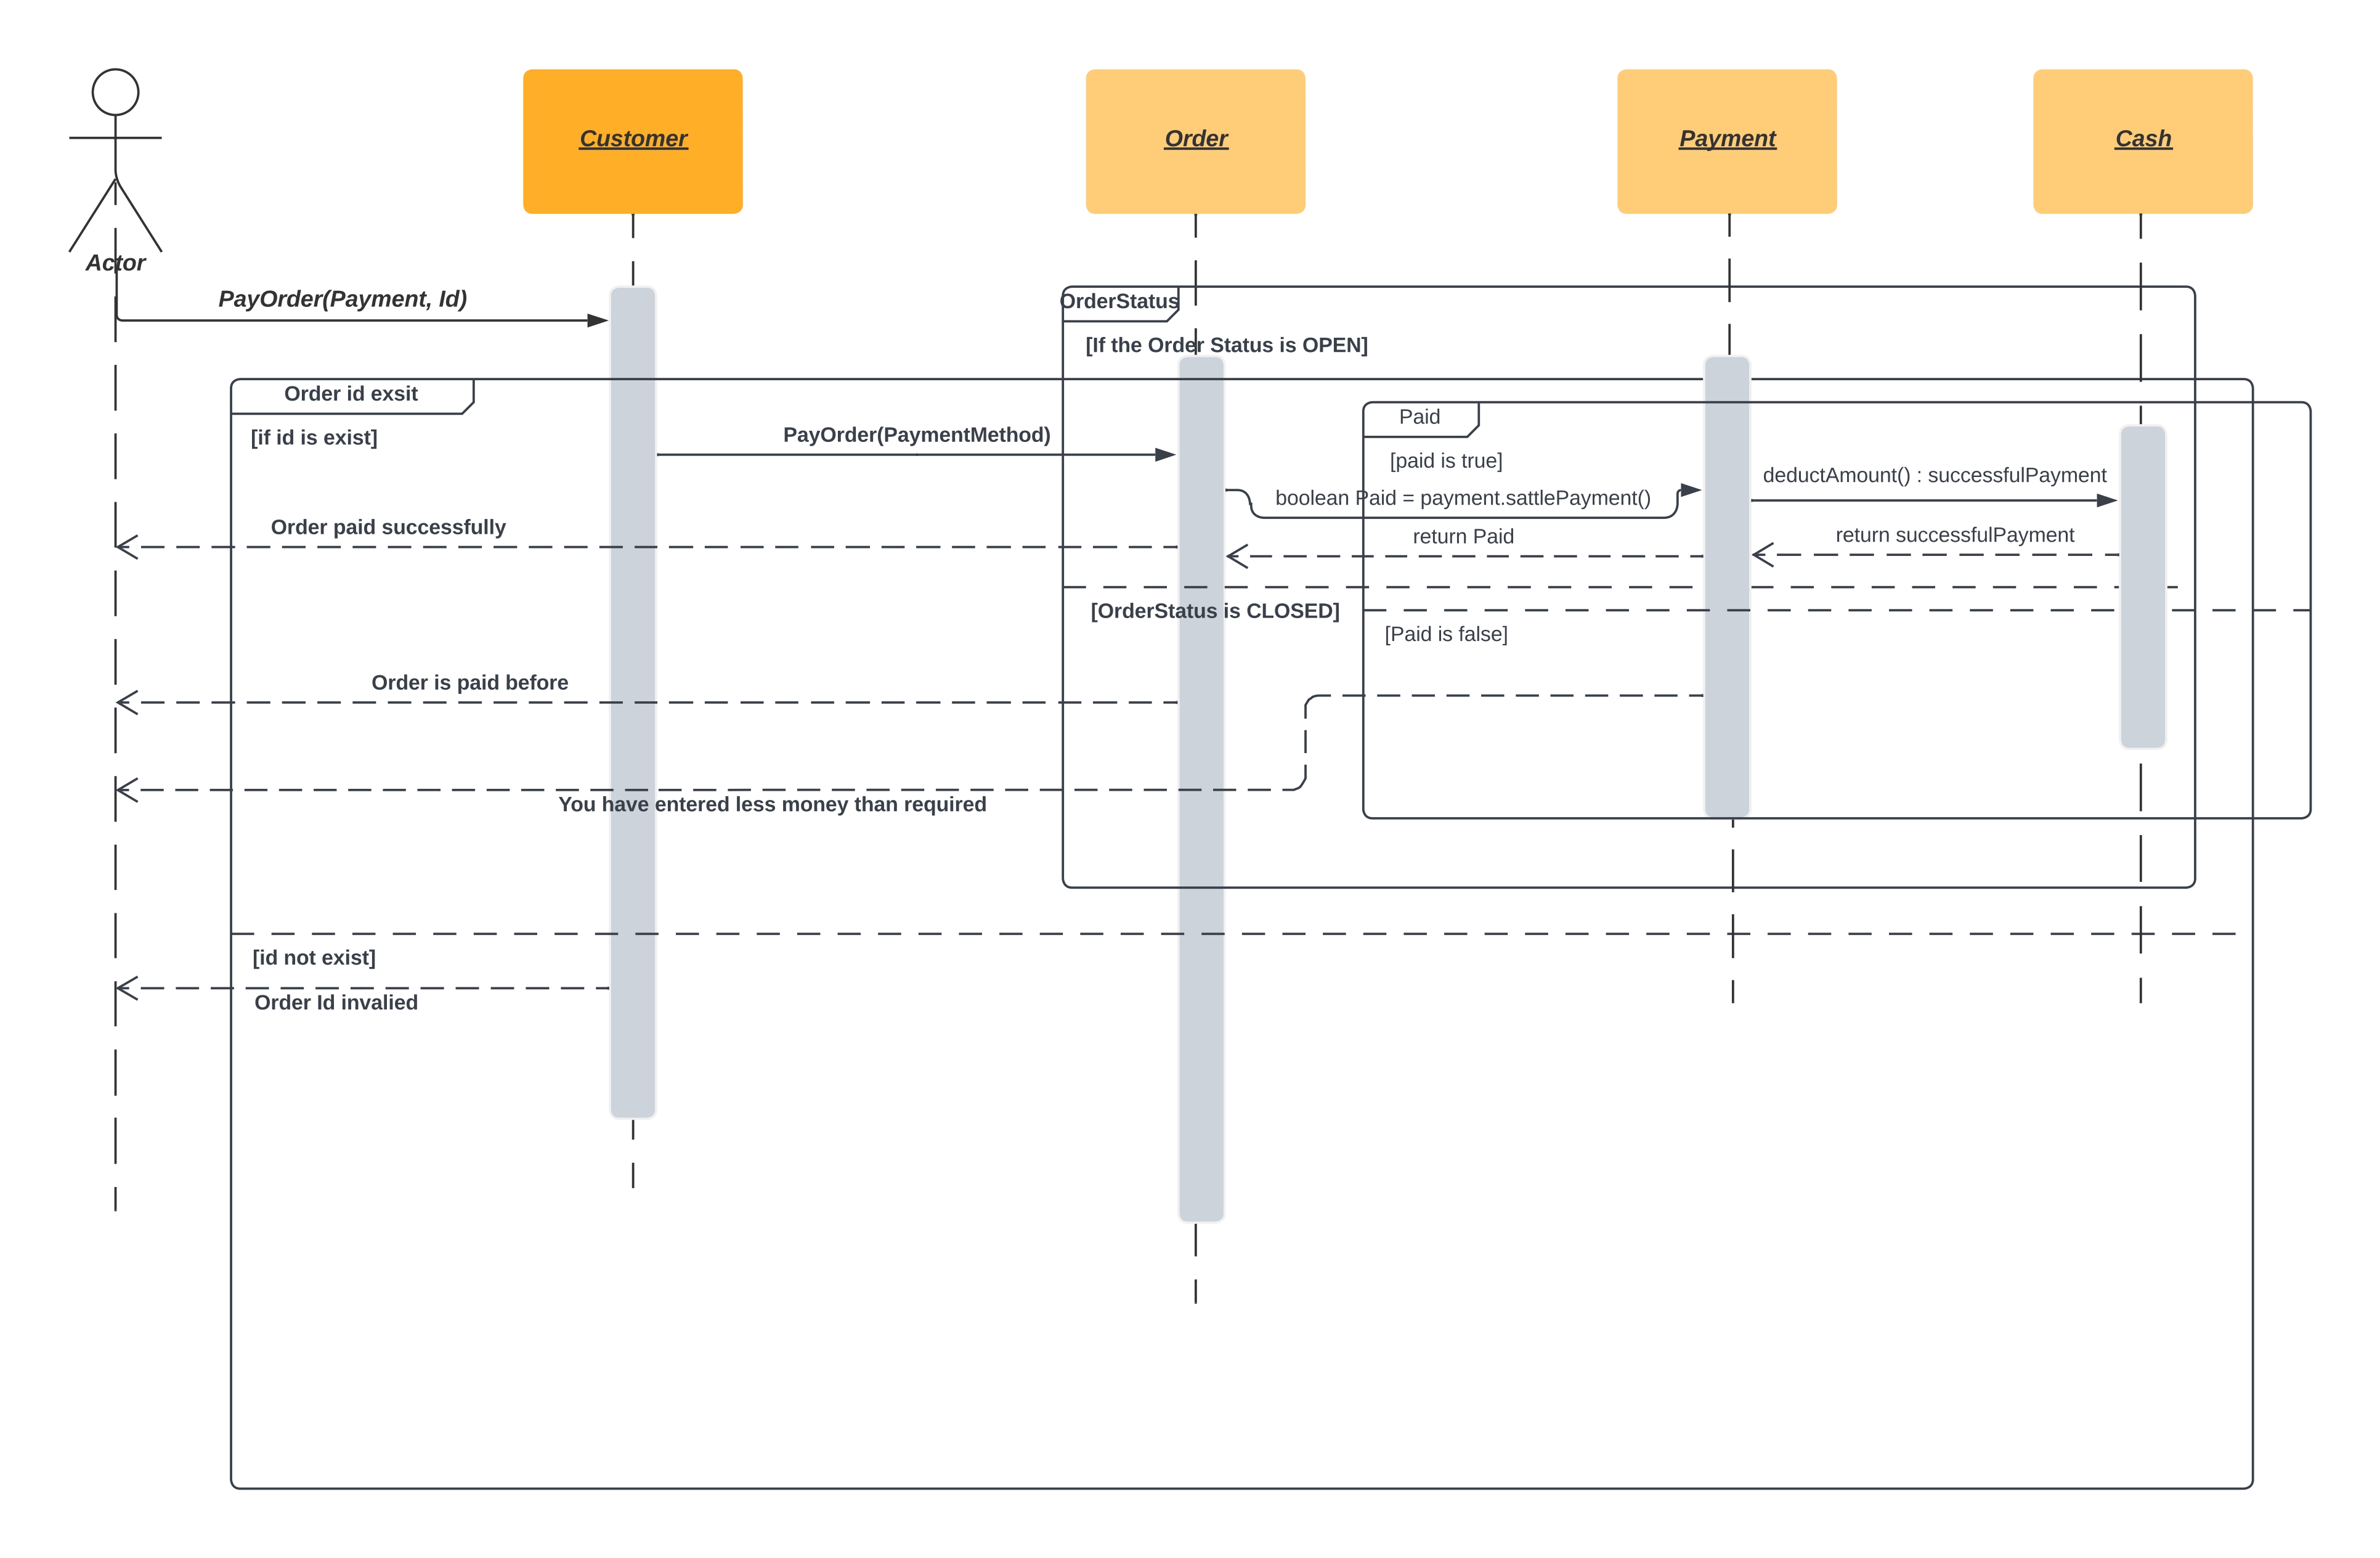 Customer
Order
Payment
Cash
Actor
PayOrder(Payment, Id)
OrderStatus
[If the Order Status is OPEN]
Order id exsit
[if id is exist]
PayOrder(PaymentMethod)
Paid
[paid is true]
deductAmount() : successfulPayment
boolean Paid = payment.sattlePayment()
Order paid successfully
return Paid
return successfulPayment
[OrderStatus is CLOSED]
[Paid is false]
Order is paid before
You have entered less money than required
[id not exist]
Order Id invalied